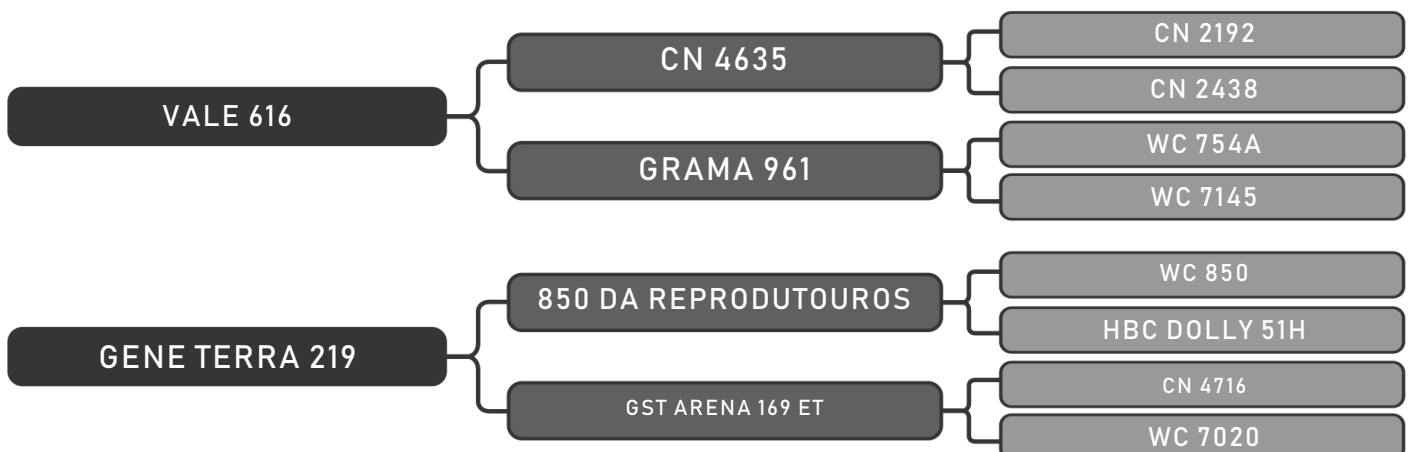 VALE 616
CN 4635
GRAMA 961
CN 2192
CN 2438
WC 754A
WC 7145
GENE TERRA 219
850 DA REPRODUTOUROS
GST ARENA 169 ET
WC 850
HBC DOLLY 51H
CN 4716
WC 7020